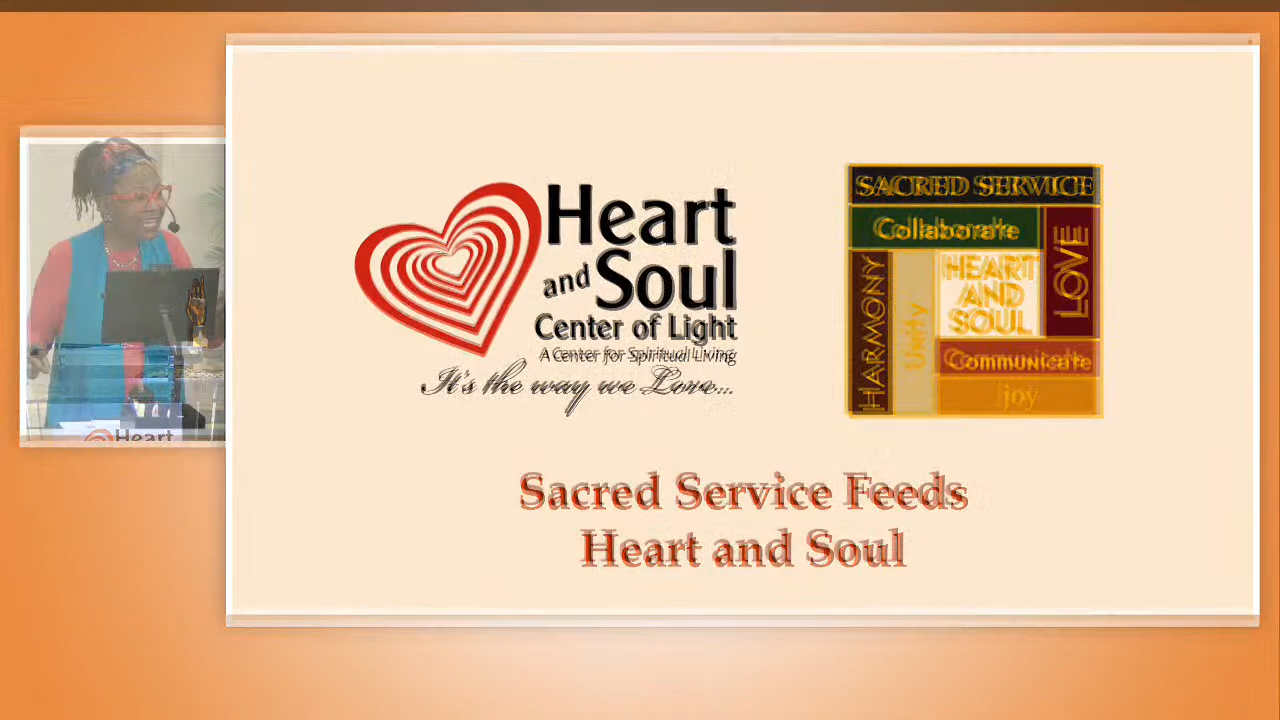 Heart
and Soul
Center of Light
A Center for Spiritual Living
It's the way we Love...
SACRED SERVICE
Collaborate
LOVE
HARMONY
Unity
HEART
AND
SOUL
Communicate
joy
Sacred Service Feeds
Heart and Soul
Heart